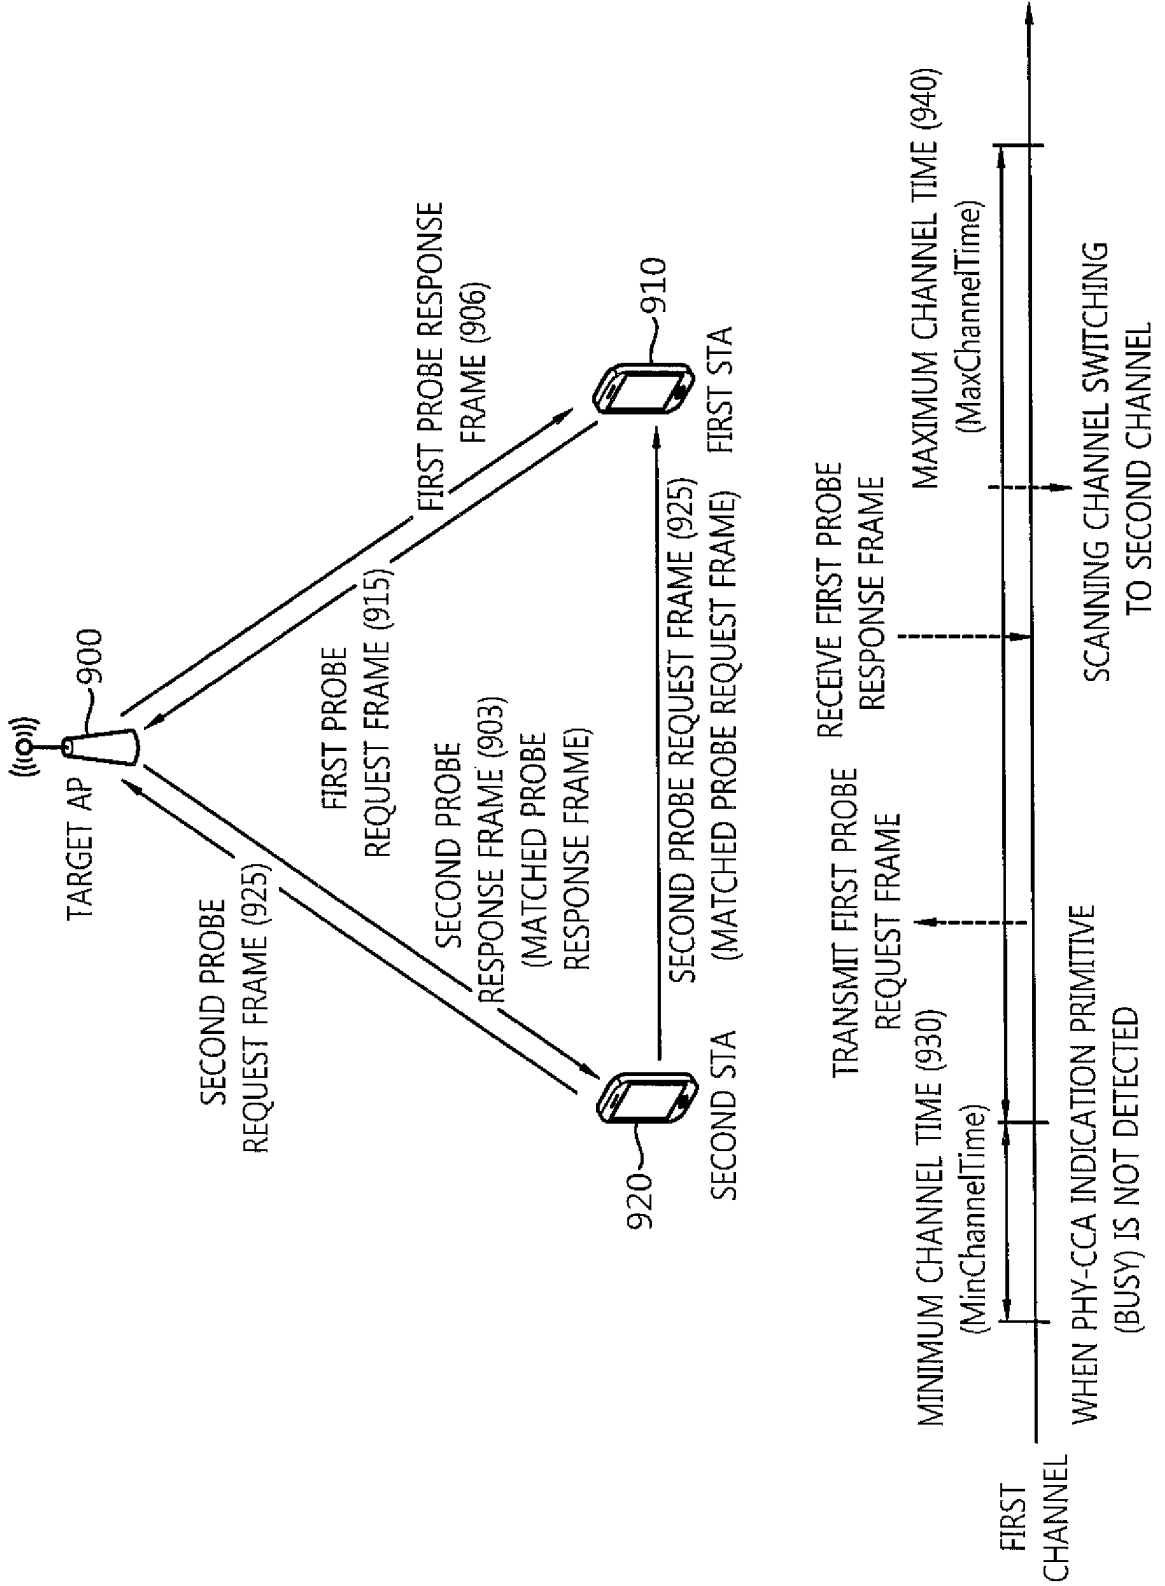 TARGET AP
900
SECOND PROBE
REQUEST FRAME (925)
FIRST PROBE
REQUEST FRAME (915)
FIRST PROBE RESPONSE
FRAME (906)
SECOND PROBE
RESPONSE FRAME (903)
(MATCHED PROBE
RESPONSE FRAME)
920
SECOND STA
910
FIRST STA
SECOND PROBE REQUEST FRAME (925)
(MATCHED PROBE REQUEST FRAME)
MINIMUM CHANNEL TIME (930)
(MinChannelTime)
TRANSMIT FIRST PROBE
REQUEST FRAME
RECEIVE FIRST PROBE
RESPONSE FRAME
MAXIMUM CHANNEL TIME (940)
(MaxChannelTime)
FIRST
CHANNEL
WHEN PHY-CCA INDICATION PRIMITIVE
(BUSY) IS NOT DETECTED
SCANNING CHANNEL SWITCHING
TO SECOND CHANNEL